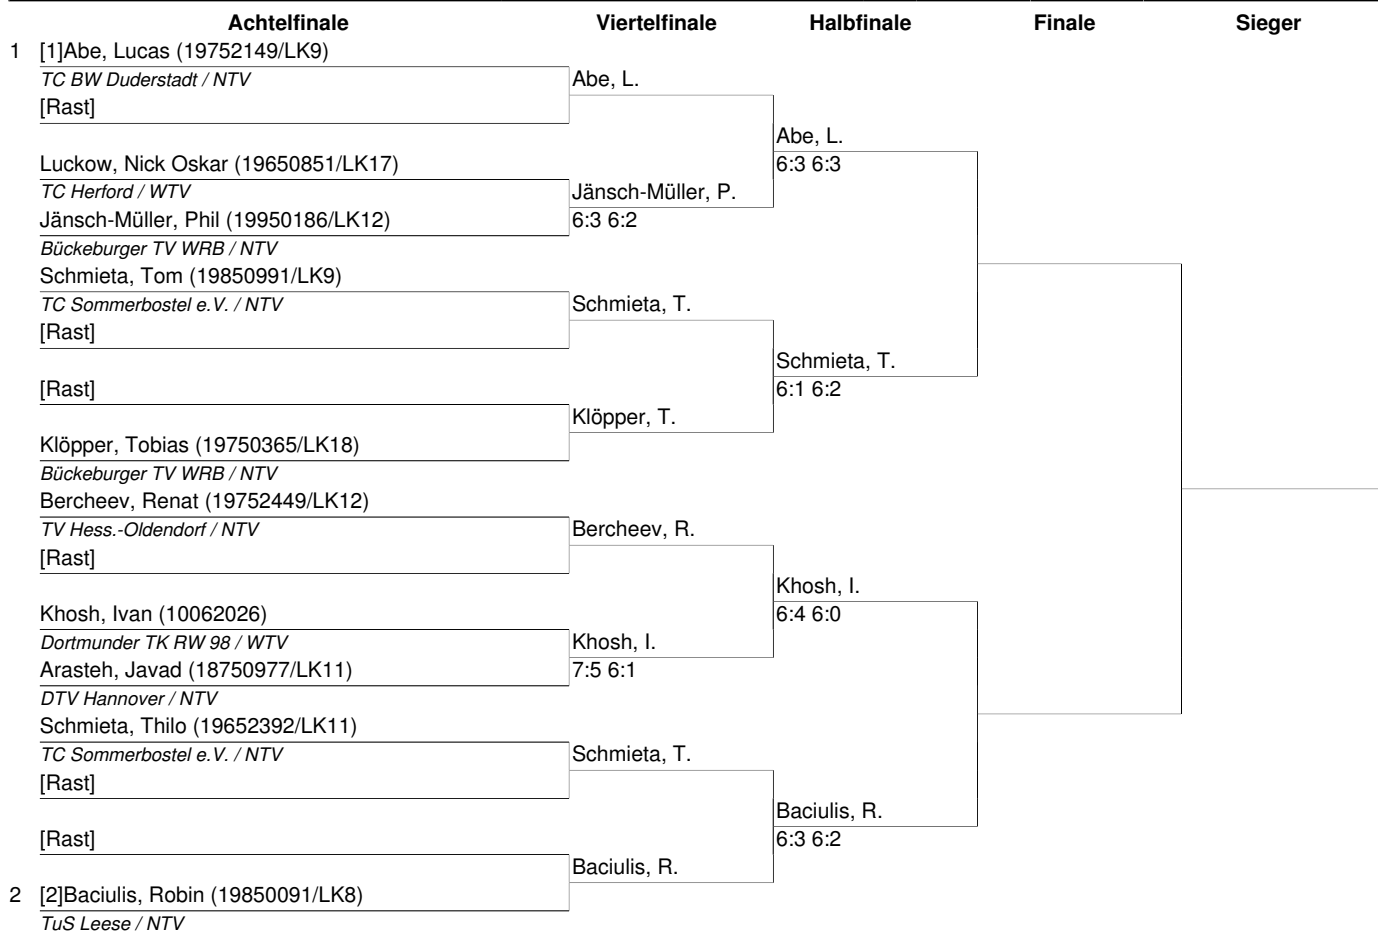 Achtelfinale Viertelfinale Halbfinale Finale Sieger
1 [1]Abe, Lucas (19752149/LK9)
TC BW Duderstadt / NTV Abe, L.
[Rast]
Abe, L.
Luckow, Nick Oskar (19650851/LK17) 6:3 6:3
TC Herford / WTV Jänsch-Müller, P.
Jänsch-Müller, Phil (19950186/LK12) 6:3 6:2
Bückeburger TV WRB / NTV
Schmieta, Tom (19850991/LK9)
TC Sommerbostel e.V. / NTV Schmieta, T.
[Rast]
Schmieta, T.
[Rast] 6:1 6:2
Klöpper, T.
Klöpper, Tobias (19750365/LK18)
Bückeburger TV WRB / NTV
Bercheev, Renat (19752449/LK12)
TV Hess.-Oldendorf / NTV Bercheev, R.
[Rast]
Khosh, I.
Khosh, Ivan (10062026) 6:4 6:0
Dortmunder TK RW 98 / WTV Khosh, I.
Arasteh, Javad (18750977/LK11) 7:5 6:1
DTV Hannover / NTV
Schmieta, Thilo (19652392/LK11)
TC Sommerbostel e.V. / NTV Schmieta, T.
[Rast]
Baciulis, R.
[Rast] 6:3 6:2
Baciulis, R.
2 [2]Baciulis, Robin (19850091/LK8)
TuS Leese / NTV